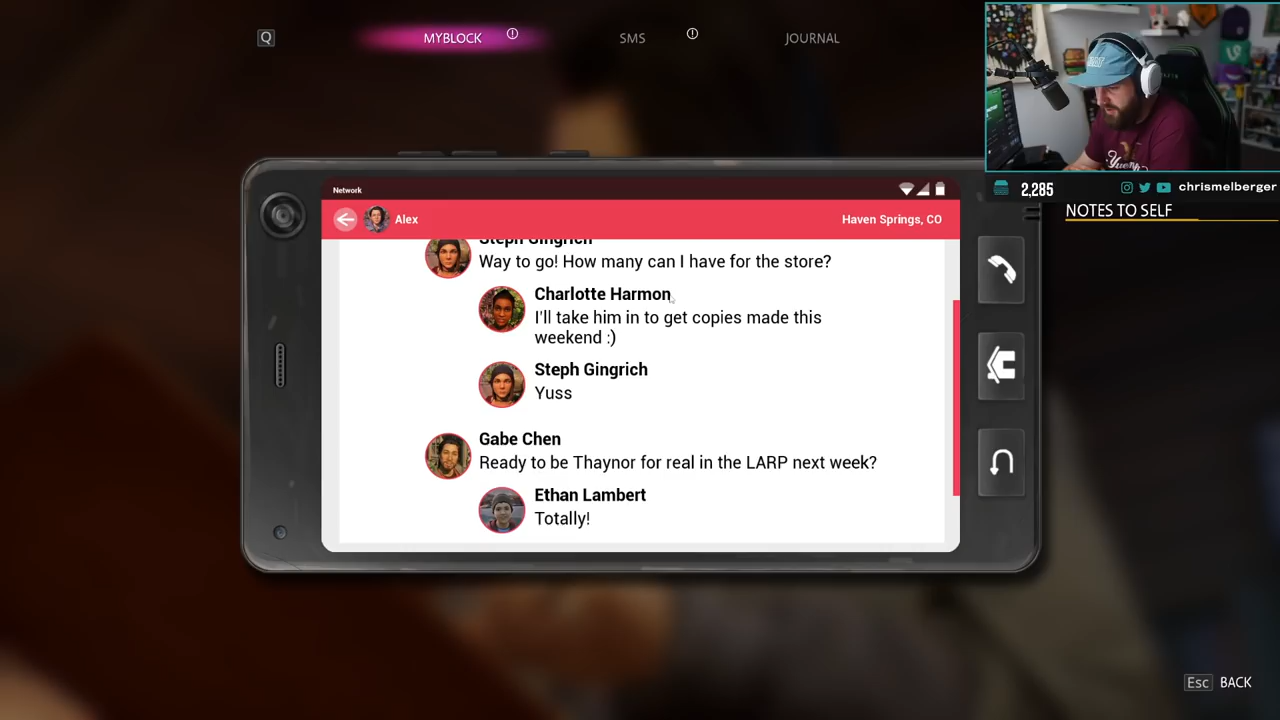 Q
MYBLOCK
SMS
JOURNAL
2,285
chrismelberger
NOTES TO SELF
Network
Alex
Haven Springs, CO
Steph Gingrich
Way to go! How many can I have for the store?
Charlotte Harmon
I'll take him in to get copies made this
weekend :)
Steph Gingrich
Yuss
Gabe Chen
Ready to be Thaynor for real in the LARP next week?
Ethan Lambert
Totally!
Esc BACK